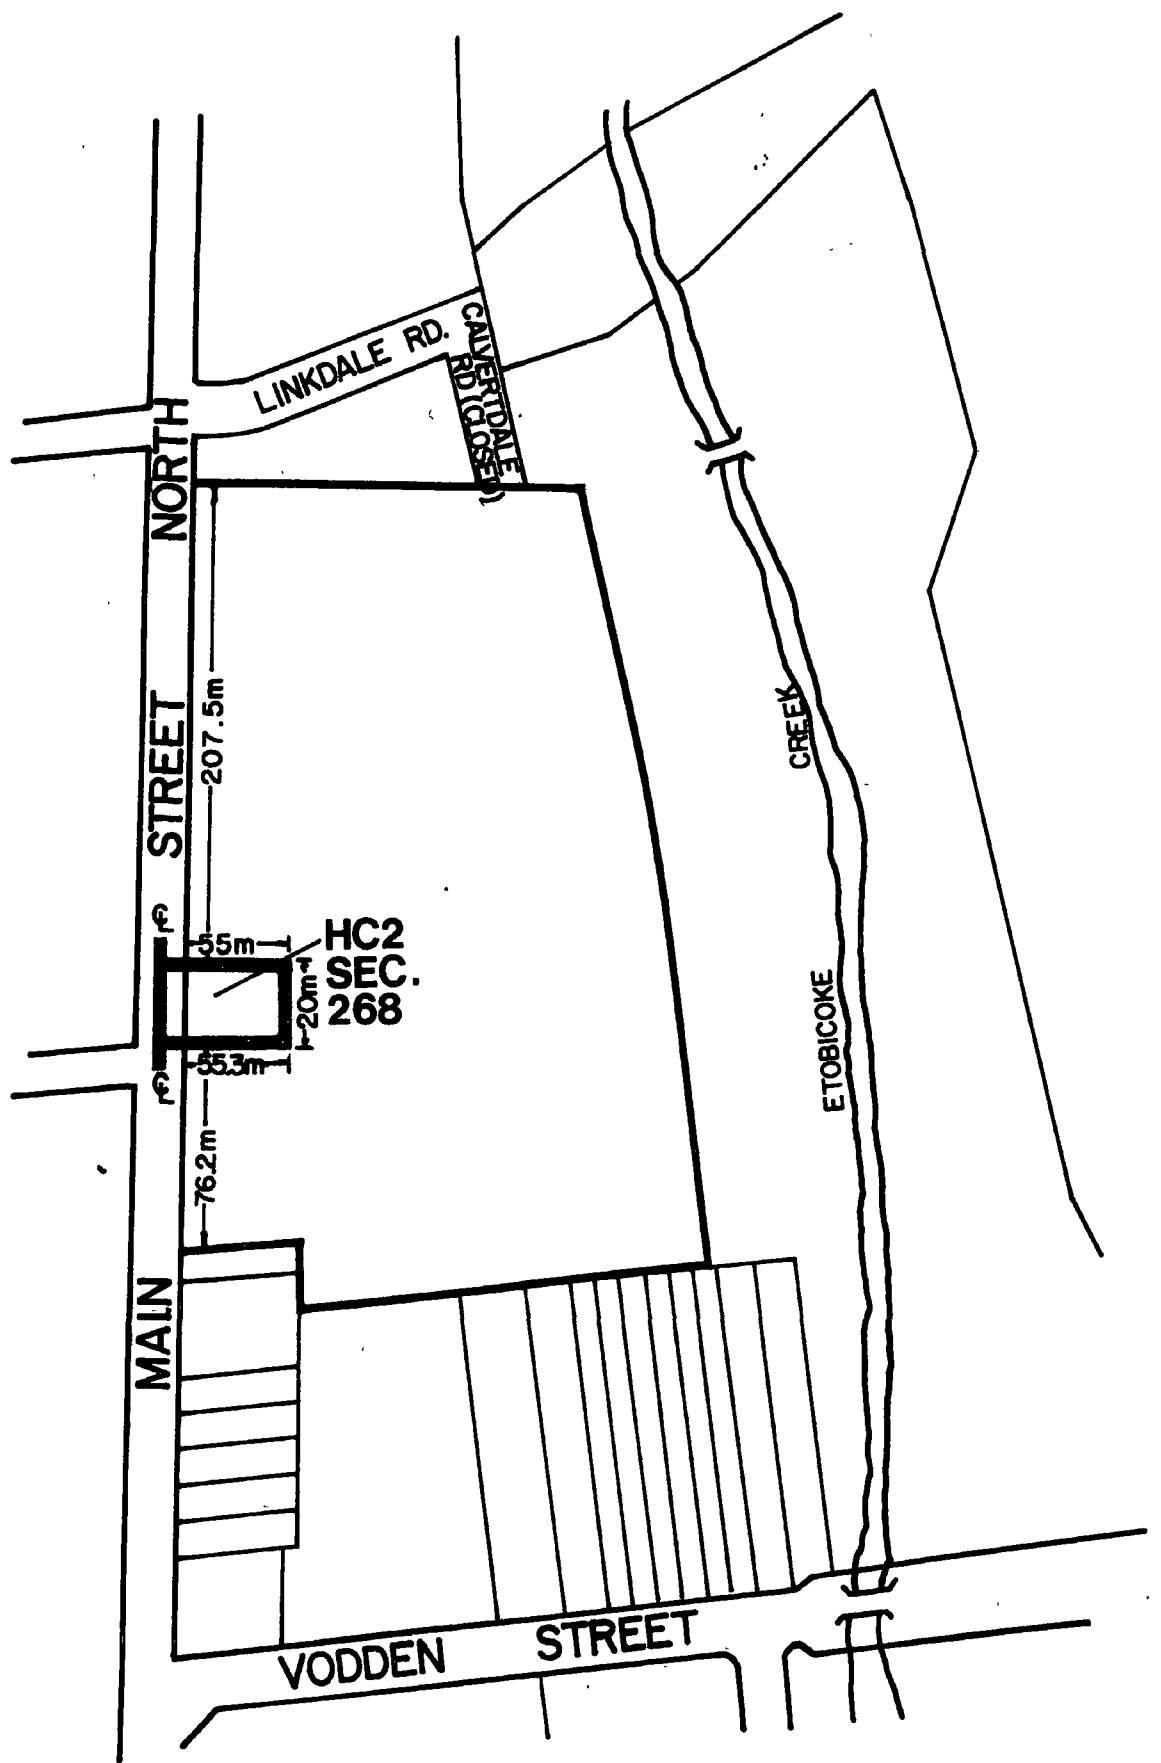 LINKDALE RD.
CALVERTDALE
RD (CLOSED)
MAIN STREET NORTH
207.5m
55m
HC2
SEC.
268
20m
55.3m
76.2m
ETOBICOKE CREEK
VODDEN STREET